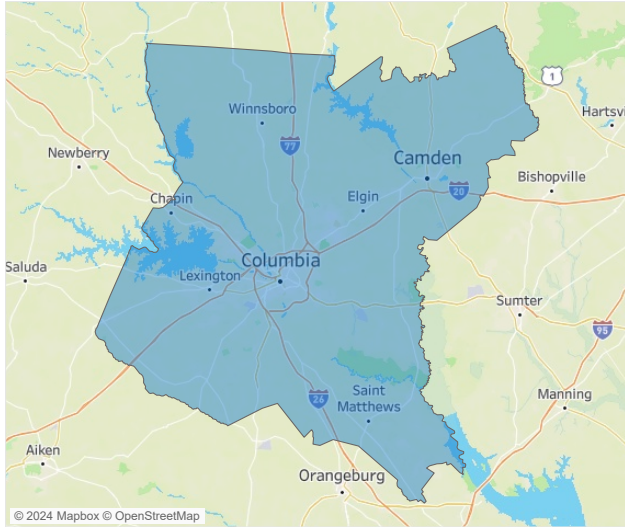 1
Hartsvi
Winnsboro
77
Newberry
Camden
Bishopville
20
Elgin
Chapin
Columbia
Saluda
Lexington
Sumter
95
26
Saint
Matthews
Manning
Aiken
Orangeburg
© 2024 Mapbox © OpenStreetMap